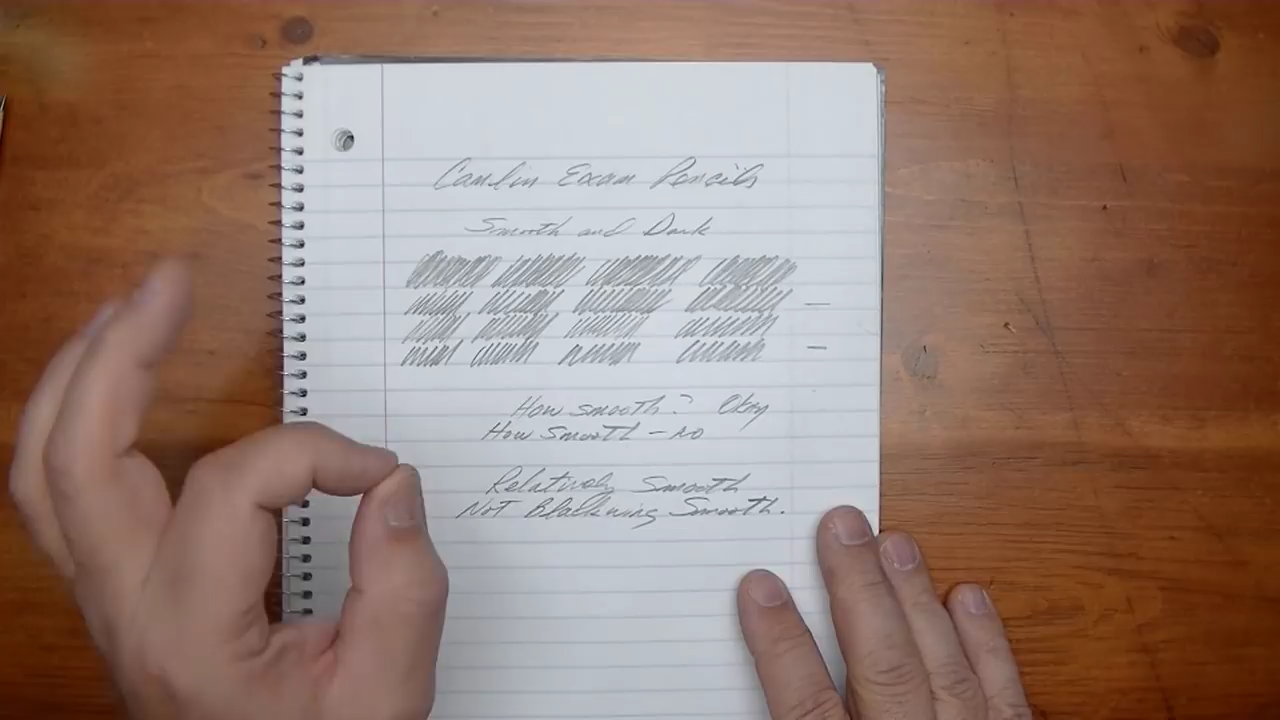 Camlin Exam Pencils
Smooth and Dark
How smooth? Okay
How Smooth - no
Relatively Smooth
Not Blackwing Smooth.